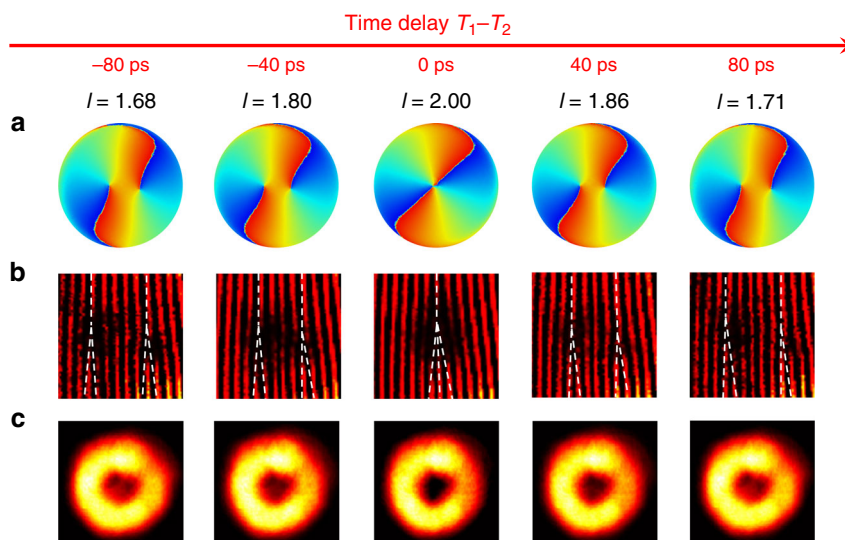 Time delay T₁–T₂
–80 ps –40 ps 0 ps 40 ps 80 ps
l = 1.68 l = 1.80 l = 2.00 l = 1.86 l = 1.71
a
b
c